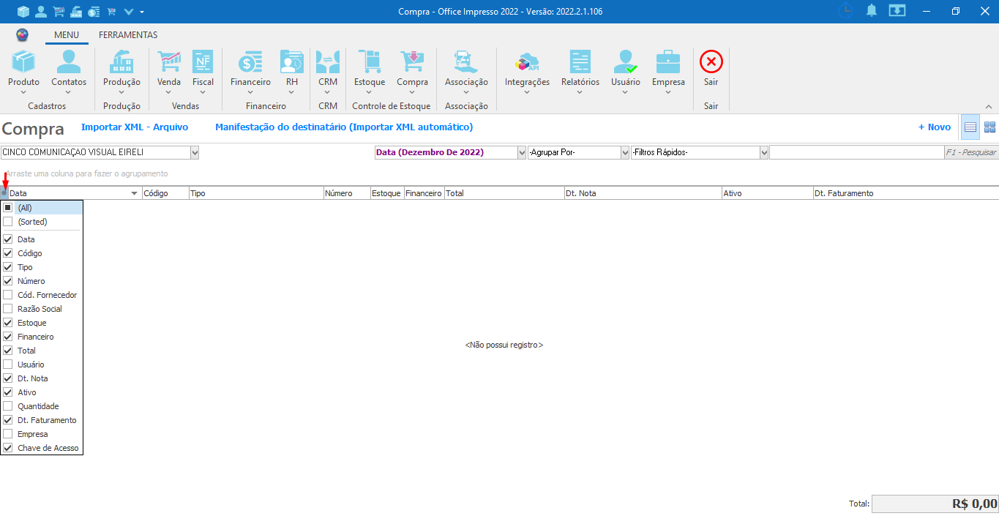 Compra - Office Impresso 2022 - Versão: 2022.2.1.106
MENU FERRAMENTAS
Produto Contatos Produção Venda Fiscal Financeiro RH CRM Estoque Compra Associação Integrações Relatórios Usuário Empresa Sair
Cadastros Produção Vendas Financeiro CRM Controle de Estoque Associação Sair
Compra Importar XML - Arquivo Manifestação do destinatário (Importar XML automático) + Novo
CINCO COMUNICAÇAO VISUAL EIRELI Data (Dezembro De 2022) -Agrupar Por- -Filtros Rápidos- F1 - Pesquisar
Arraste uma coluna para fazer o agrupamento
Data Código Tipo Número Estoque Financeiro Total Dt. Nota Ativo Dt. Faturamento
(All)
(Sorted)
Data
Código
Tipo
Número
Cód. Fornecedor
Razão Social
Estoque
Financeiro
<Não possui registro>
Total
Usuário
Dt. Nota
Ativo
Quantidade
Dt. Faturamento
Empresa
Chave de Acesso
Total: R$ 0,00